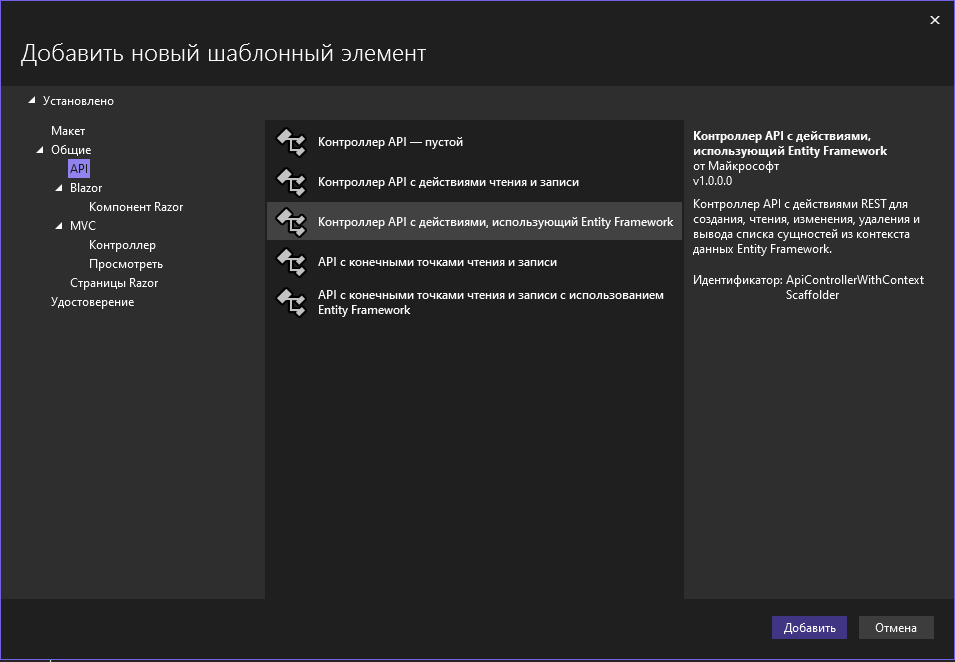 Добавить новый шаблонный элемент
Установлено
Макет
Общие
API
Blazor
Компонент Razor
MVC
Контроллер
Просмотреть
Страницы Razor
Удостоверение
Контроллер API — пустой
Контроллер API с действиями чтения и записи
Контроллер API с действиями, использующий Entity Framework
API с конечными точками чтения и записи
API с конечными точками чтения и записи с использованием
Entity Framework
Контроллер API с действиями,
использующий Entity Framework
от Майкрософт
v1.0.0.0
Контроллер API с действиями REST для
создания, чтения, изменения, удаления и
вывода списка сущностей из контекста
данных Entity Framework.
Идентификатор: ApiControllerWithContext
Scaffolder
Добавить
Отмена